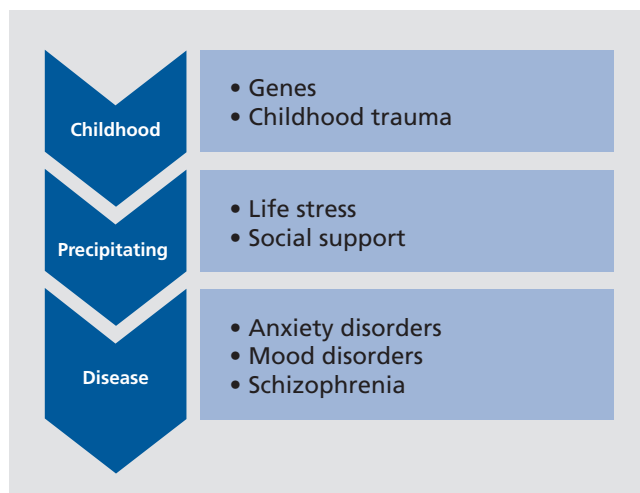 Childhood
• Genes
• Childhood trauma
Precipitating
• Life stress
• Social support
Disease
• Anxiety disorders
• Mood disorders
• Schizophrenia